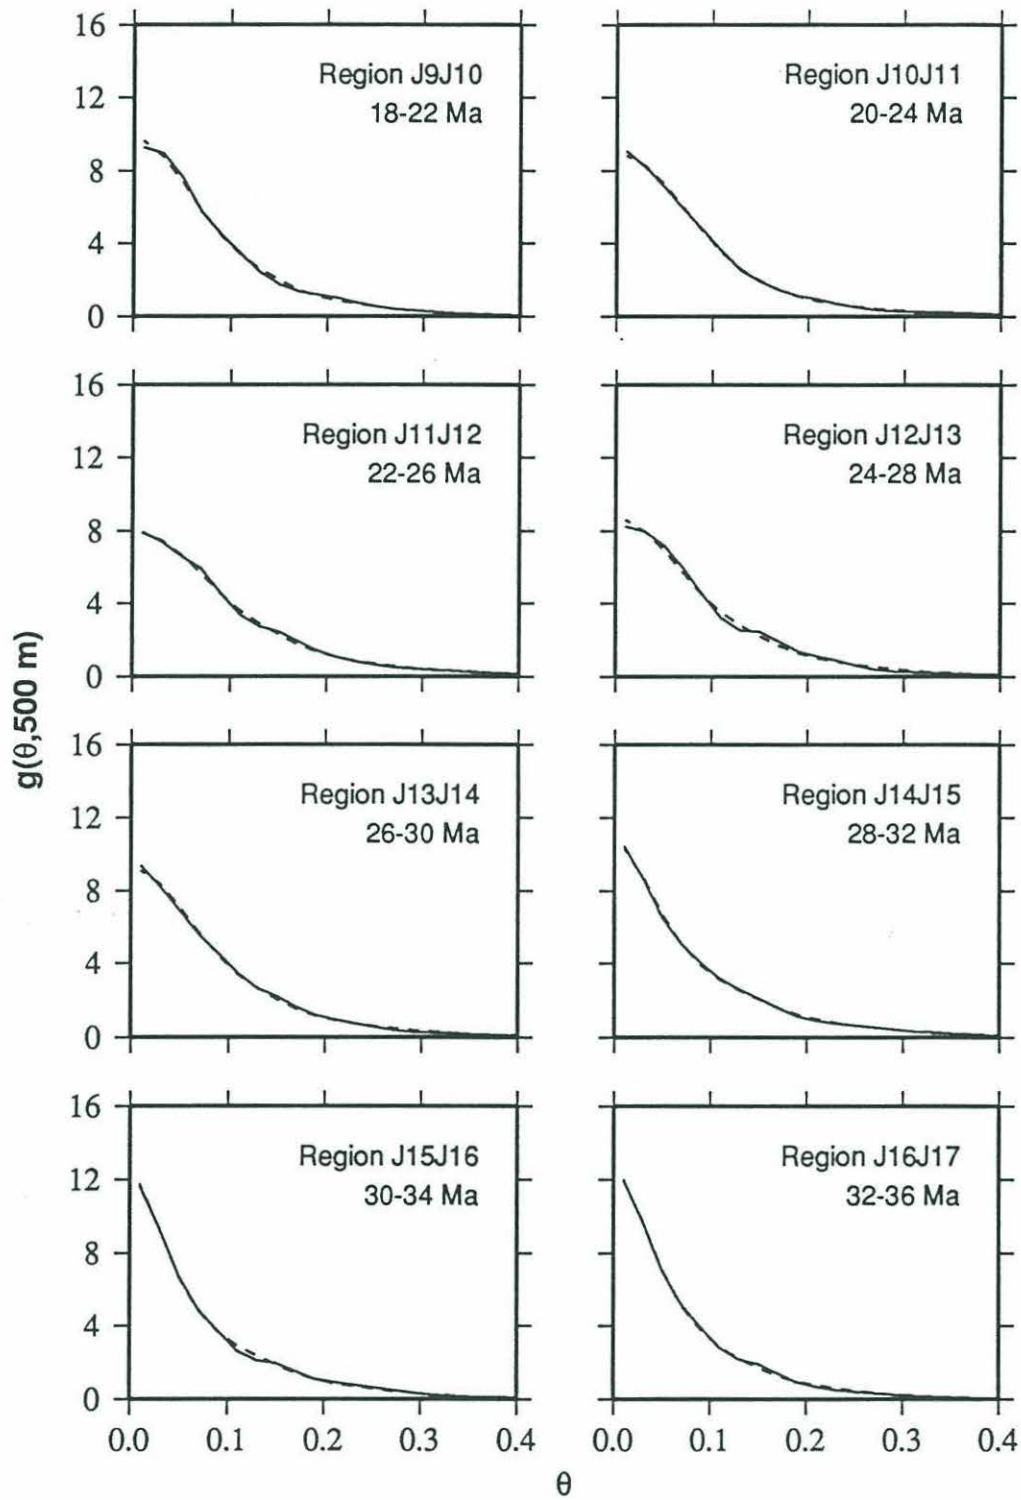 16
12
8
4
0
Region J9J10
18-22 Ma
Region J10J11
20-24 Ma
16
12
8
4
0
Region J11J12
22-26 Ma
Region J12J13
24-28 Ma
g(θ,500 m)
16
12
8
4
0
Region J13J14
26-30 Ma
Region J14J15
28-32 Ma
16
12
8
4
0
Region J15J16
30-34 Ma
Region J16J17
32-36 Ma
0.0 0.1 0.2 0.3 0.4
0.0 0.1 0.2 0.3 0.4
θ